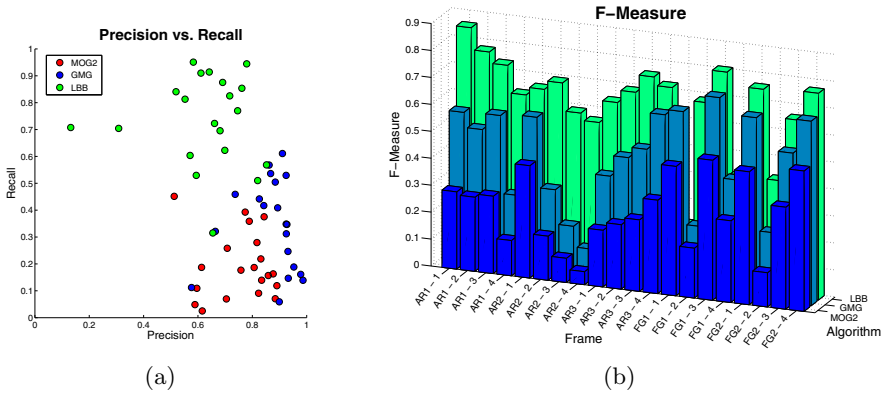 Precision vs. Recall
MOG2
GMG
LBB
1
0.9
0.8
0.7
0.6
0.5
0.4
0.3
0.2
0.1
0
Recall
0 0.2 0.4 0.6 0.8 1
Precision
(a)
F−Measure
0.9
0.8
0.7
0.6
0.5
0.4
0.3
0.2
0.1
0
F−Measure
AR1 − 1
AR1 − 2
AR1 − 3
AR1 − 4
AR2 − 1
AR2 − 2
AR2 − 3
AR2 − 4
AR3 − 1
AR3 − 2
AR3 − 3
AR3 − 4
FG1 − 1
FG1 − 2
FG1 − 3
FG1 − 4
FG2 − 1
FG2 − 2
FG2 − 3
FG2 − 4
Frame
LBB
GMG
MOG2
Algorithm
(b)